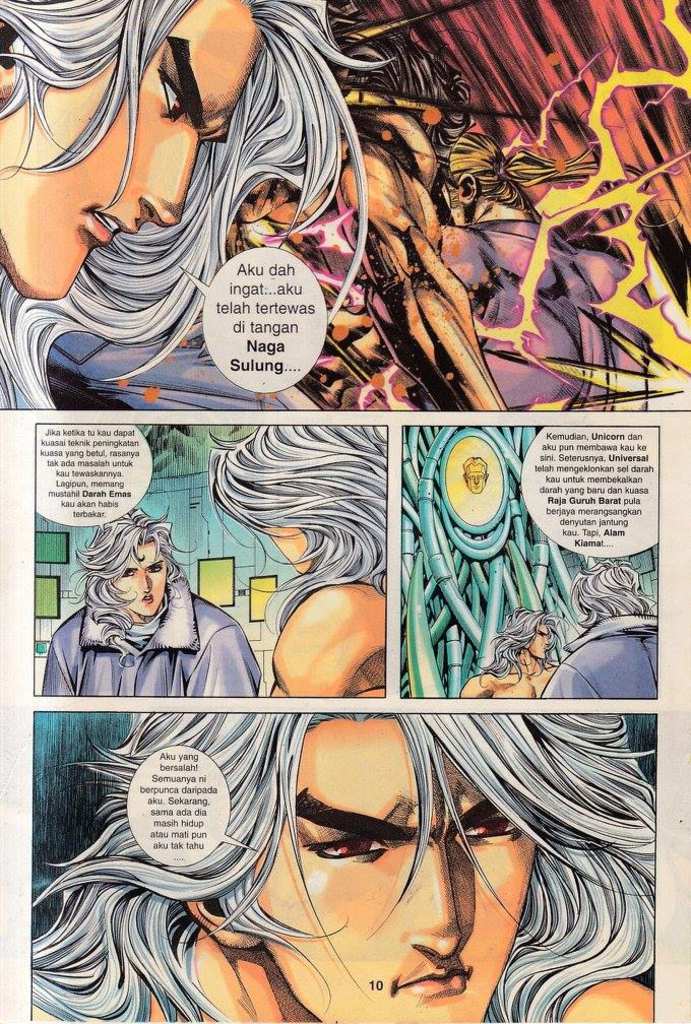 Aku dah
ingat...aku
telah tertewas
di tangan
Naga
Sulung....
Jika ketika tu kau dapat
kuasai teknik peningkatan
kuasa yang betul, rasanya
tak ada masalah untuk
kau tewaskannya.
Lagipun, memang
mustahil Darah Emas
kau akan habis
terbakar.
Kemudian, Unicorn dan
aku pun membawa kau ke
sini. Seterusnya, Universal
telah mengeklonkan sel darah
kau untuk membekalkan
darah yang baru dan kuasa
Raja Guruh Barat pula
berjaya merangsangkan
denyutan jantung
kau. Tapi, Alam
Kiamat....
Aku yang
bersalah!
Semuanya ni
berpunca daripada
aku. Sekarang,
sama ada dia
masih hidup
atau mati pun
aku tak tahu
....
10